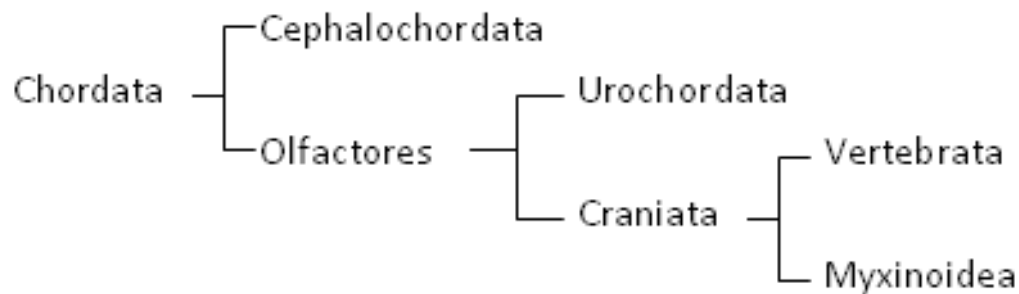 Cephalochordata
Chordata
Urochordata
Olfactores
Vertebrata
Craniata
Myxinoidea